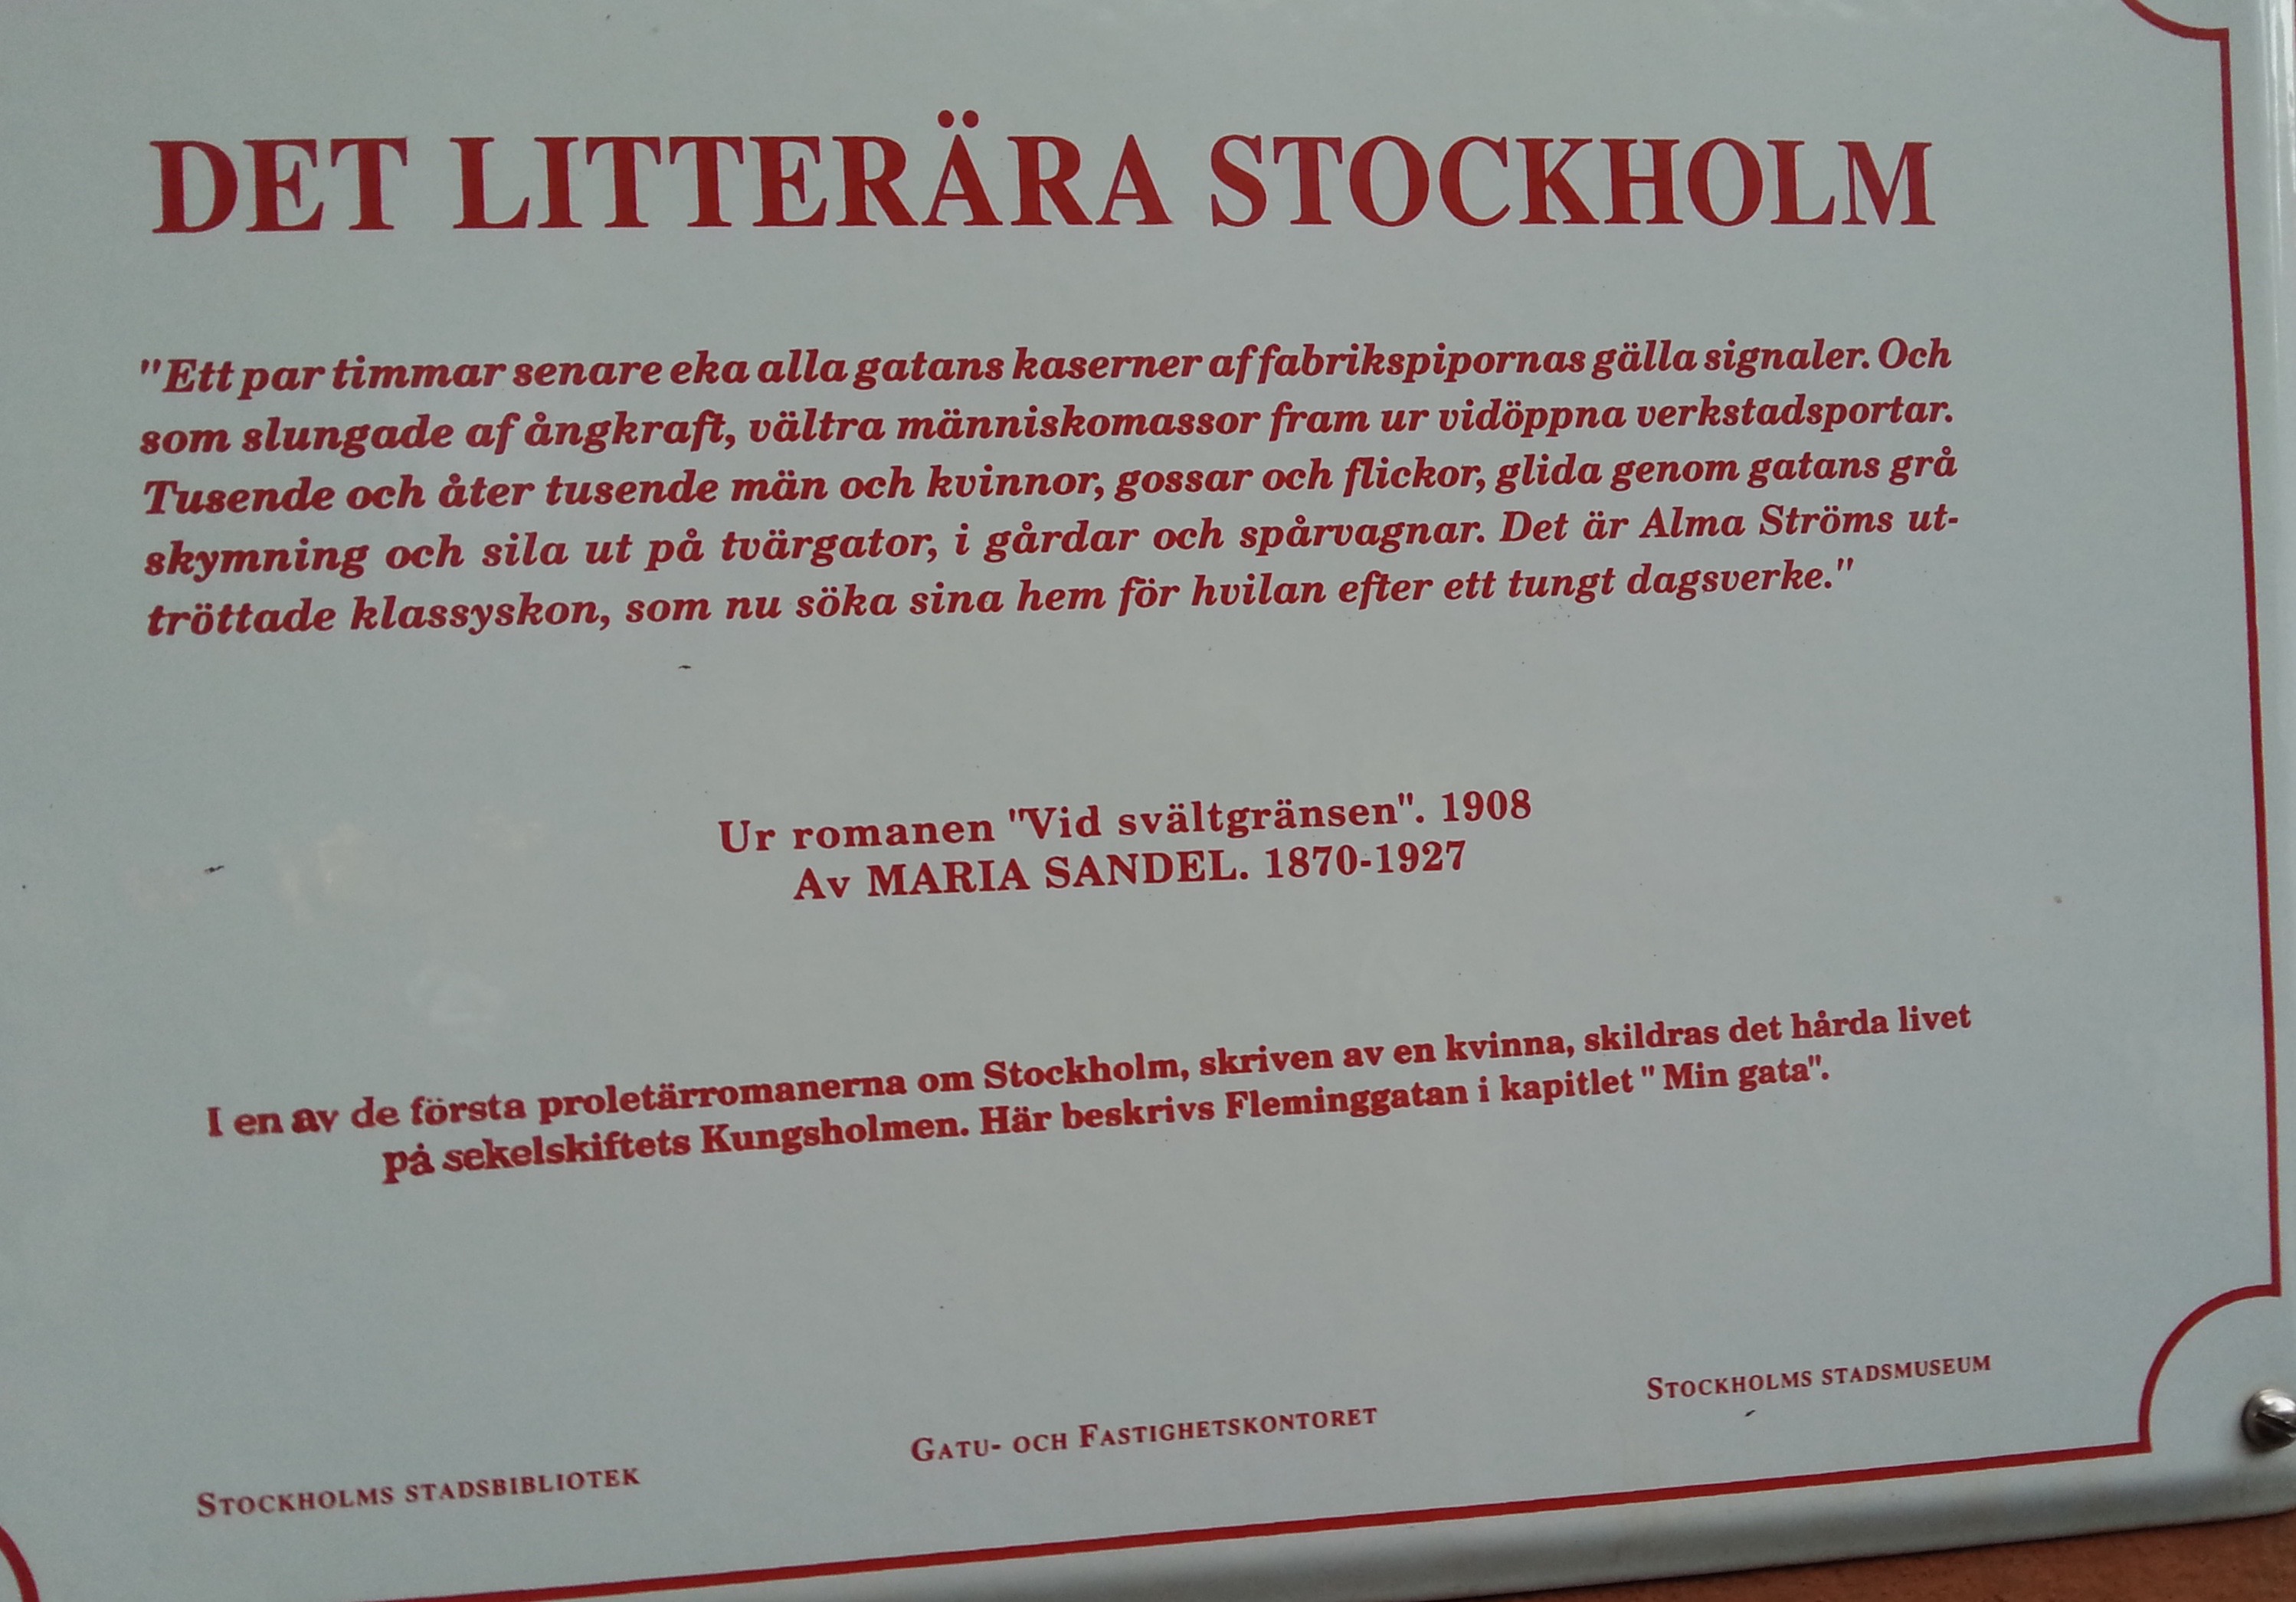 DET LITTERÄRA STOCKHOLM
"Ett par timmar senare eka alla gatans kaserner af fabrikspipornas gälla signaler. Och
som slungade af ångkraft, vältra människomassor fram ur vidöppna verkstadsportar.
Tusende och åter tusende män och kvinnor, gossar och flickor, glida genom gatans grå
skymning och sila ut på tvärgator, i gårdar och spårvagnar. Det är Alma Ströms ut-
tröttade klassyskon, som nu söka sina hem för hvilan efter ett tungt dagsverke."
Ur romanen "Vid svältgränsen". 1908
Av MARIA SANDEL. 1870-1927
I en av de första proletärromanerna om Stockholm, skriven av en kvinna, skildras det hårda livet
på sekelskiftets Kungsholmen. Här beskrivs Fleminggatan i kapitlet " Min gata".
STOCKHOLMS STADSBIBLIOTEK
GATU- OCH FASTIGHETSKONTORET
STOCKHOLMS STADSMUSEUM